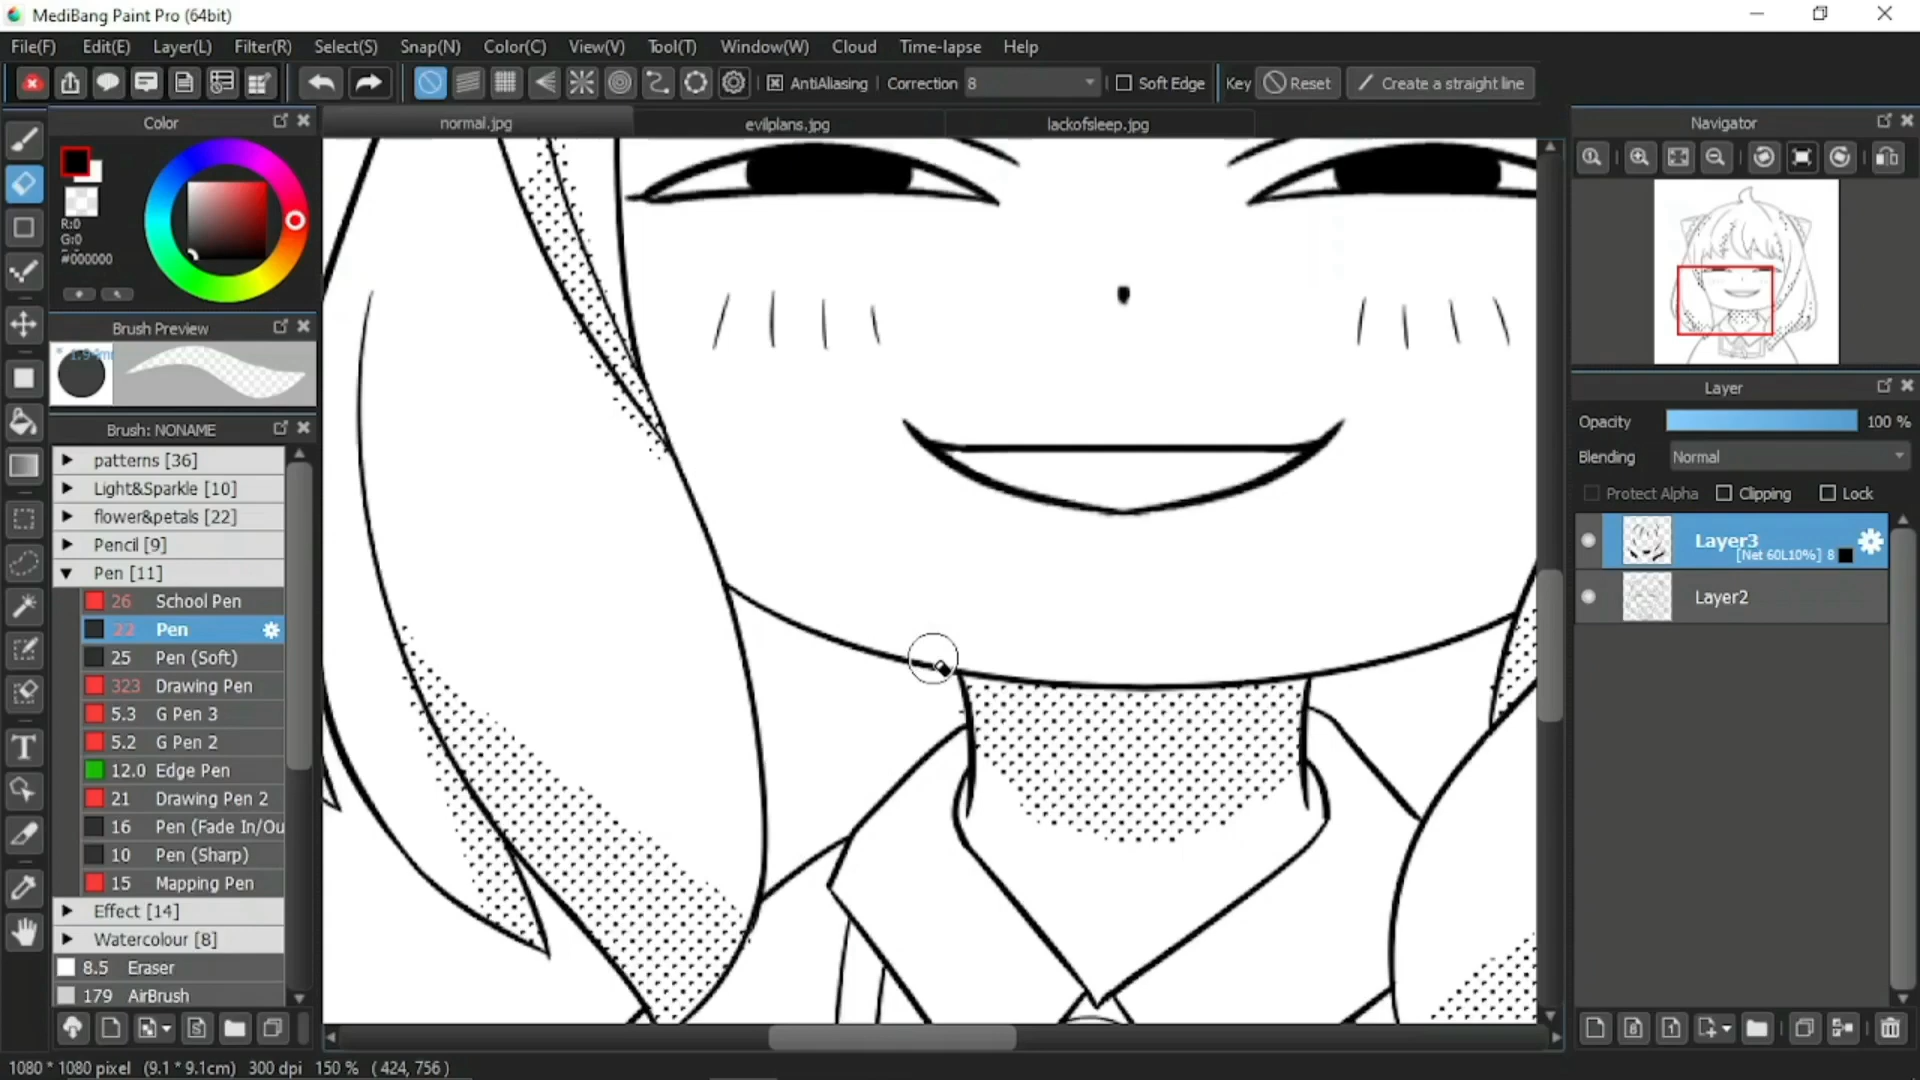 MediBang Paint Pro (64bit)
File(F) Edit(E) Layer(L) Filter(R) Select(S) Snap(N) Color(C) View(V) Tool(T) Window(W) Cloud Time-lapse Help
AntiAliasing Correction 8 Soft Edge Key Reset Create a straight line
Color
normal.jpg evilplans.jpg lackofsleep.jpg
Navigator
R:0
G:0
#000000
Brush Preview
Layer
Opacity 100 %
Brush: NONAME
Blending Normal
patterns [36]
Light&Sparkle [10]
Protect Alpha Clipping Lock
flower&petals [22]
Pencil [9]
Layer3
[Net 60L10%] 8
Pen [11]
26 School Pen
Layer2
22 Pen
25 Pen (Soft)
323 Drawing Pen
5.3 G Pen 3
5.2 G Pen 2
12.0 Edge Pen
21 Drawing Pen 2
16 Pen (Fade In/Ou
10 Pen (Sharp)
15 Mapping Pen
Effect [14]
Watercolour [8]
8.5 Eraser
179 AirBrush
1080 * 1080 pixel (9.1 * 9.1cm) 300 dpi 150 % ( 424, 756 )